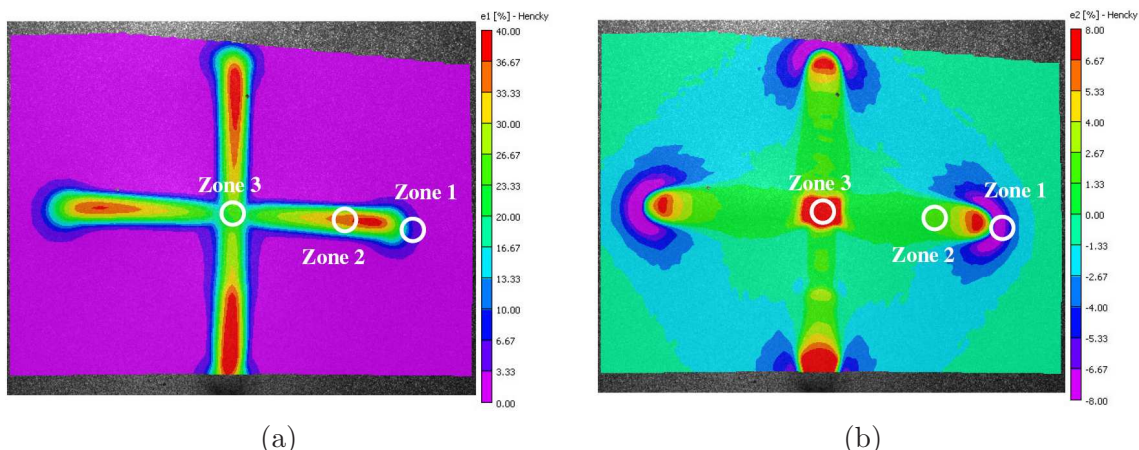 e1 [%] - Hencky
40.00
36.67
33.33
30.00
26.67
23.33
20.00
16.67
13.33
10.00
6.67
3.33
0.00
Zone 3
Zone 1
Zone 2
(a)
e2 [%] - Hencky
8.00
6.67
5.33
4.00
2.67
1.33
0.00
-1.33
-2.67
-4.00
-5.33
-6.67
-8.00
Zone 3
Zone 1
Zone 2
(b)